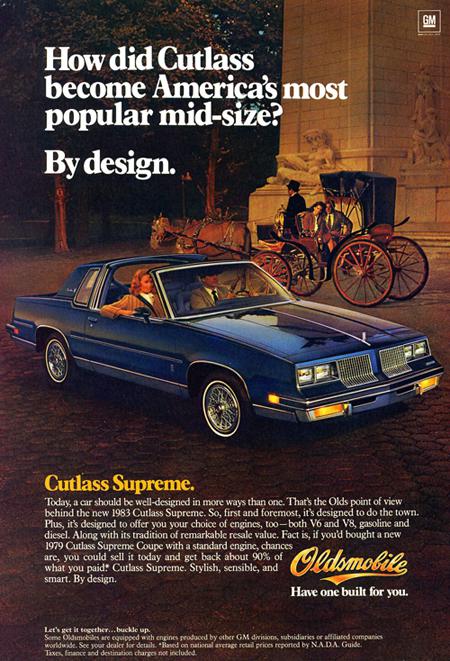 GM
How did Cutlass
become America's most
popular mid-size?
By design.
Cutlass Supreme.
Today, a car should be well-designed in more ways than one. That's the Olds point of view
behind the new 1983 Cutlass Supreme. So, first and foremost, it's designed to do the town.
Plus, it's designed to offer you your choice of engines, too—both V6 and V8, gasoline and
diesel. Along with its tradition of remarkable resale value. Fact is, if you'd bought a new
1979 Cutlass Supreme Coupe with a standard engine, chances
are, you could sell it today and get back about 90% of
what you paid.* Cutlass Supreme. Stylish, sensible, and
smart. By design.
Oldsmobile
Have one built for you.
Let's get it together...buckle up.
Some Oldsmobiles are equipped with engines produced by other GM divisions, subsidiaries or affiliated companies
worldwide. See your dealer for details. *Based on national average retail prices reported by N.A.D.A. Guide.
Taxes, finance and destination charges not included.